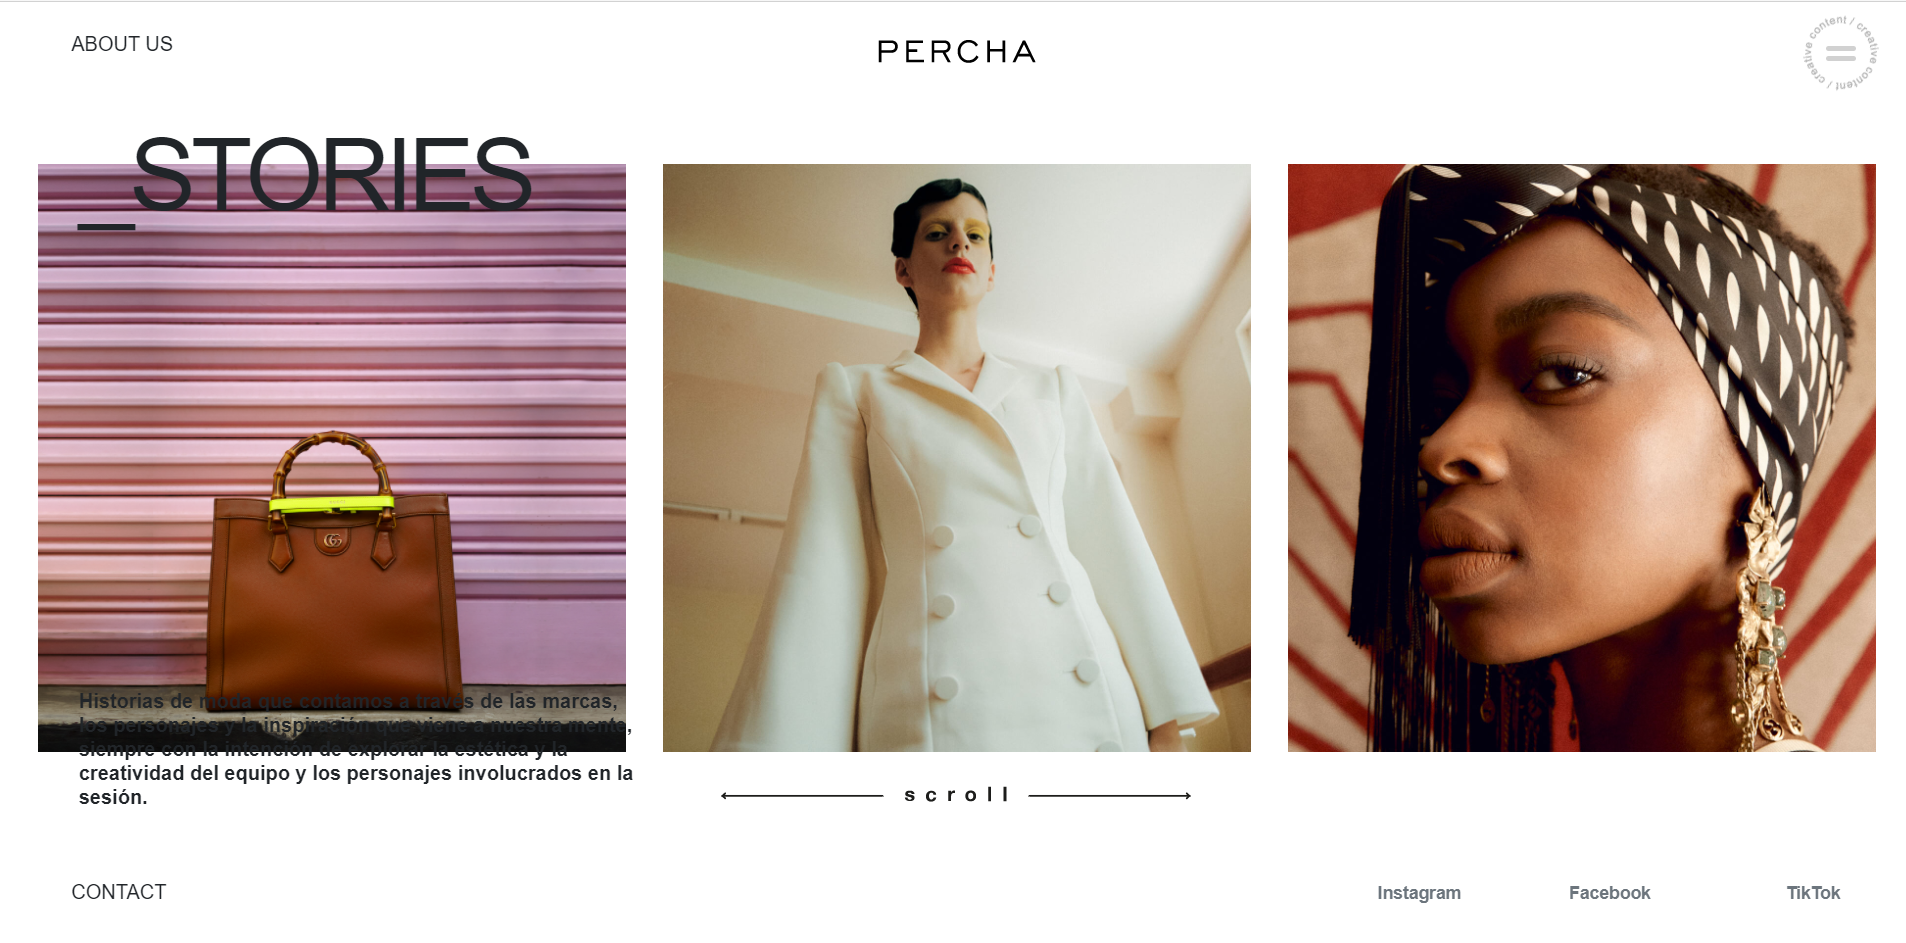 ABOUT US
PERCHA
creative content / creative content /
_STORIES
Historias de moda que contamos a través de las marcas,
los personajes y la inspiración que viene a nuestra mente,
siempre con la intención de explorar la estética y la
creatividad del equipo y los personajes involucrados en la
sesión.
scroll
CONTACT
Instagram
Facebook
TikTok